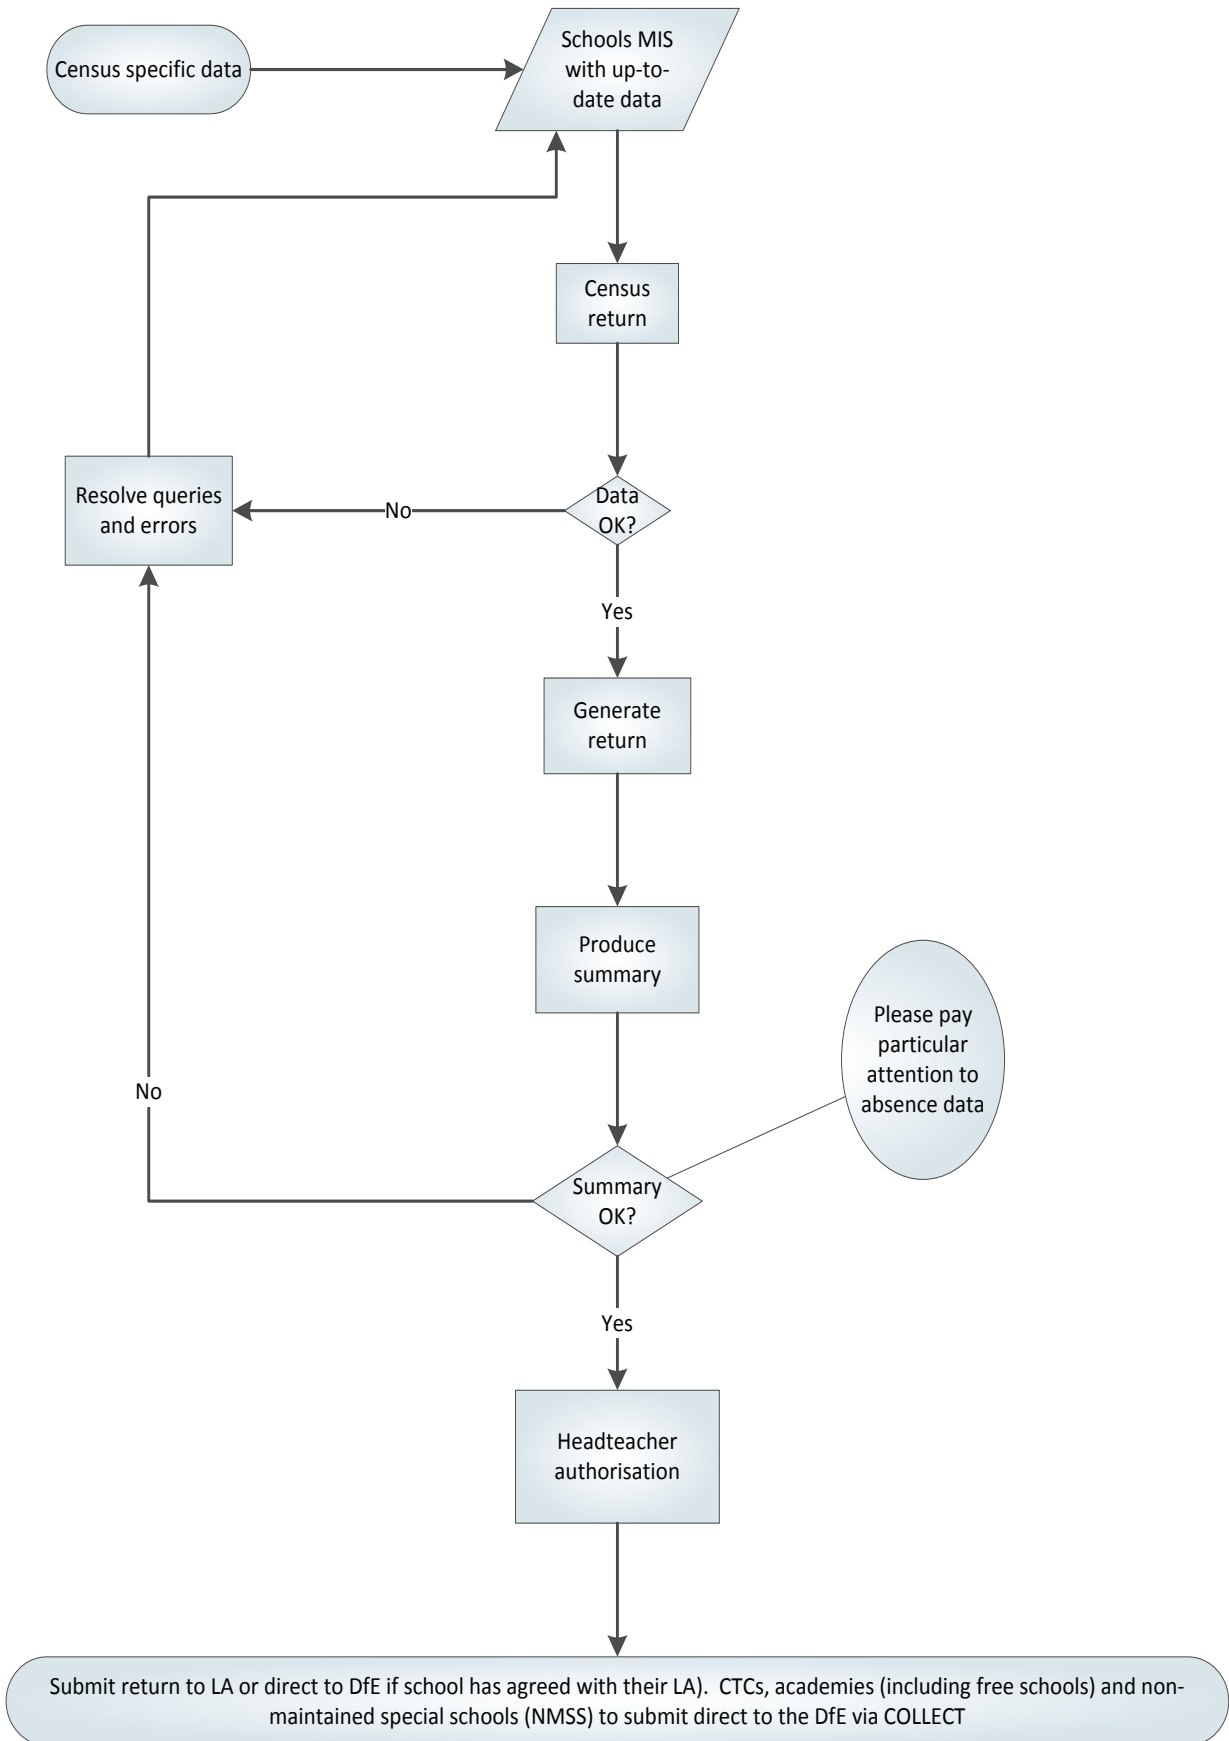 Census specific data
Schools MIS
with up-to-
date data
Census
return
Resolve queries
and errors
No
Data
OK?
Yes
Generate
return
Produce
summary
Please pay
particular
attention to
absence data
No
Summary
OK?
Yes
Headteacher
authorisation
Submit return to LA or direct to DfE if school has agreed with their LA).  CTCs, academies (including free schools) and non-
maintained special schools (NMSS) to submit direct to the DfE via COLLECT